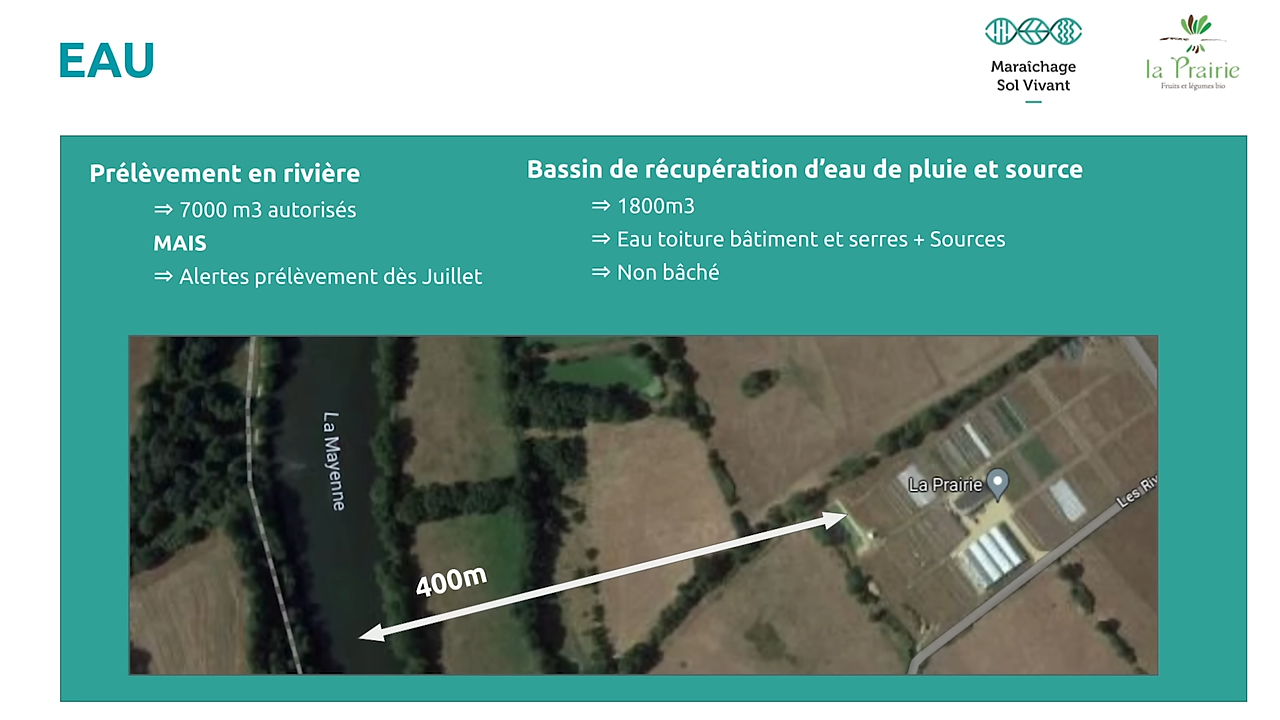 EAU
Maraîchage
Sol Vivant
la Prairie
Fruits et légumes bio
Prélèvement en rivière
⇒ 7000 m3 autorisés
MAIS
⇒ Alertes prélèvement dès Juillet
Bassin de récupération d'eau de pluie et source
⇒ 1800m3
⇒ Eau toiture bâtiment et serres + Sources
⇒ Non bâché
La Mayenne
400m
La Prairie
Les Riv